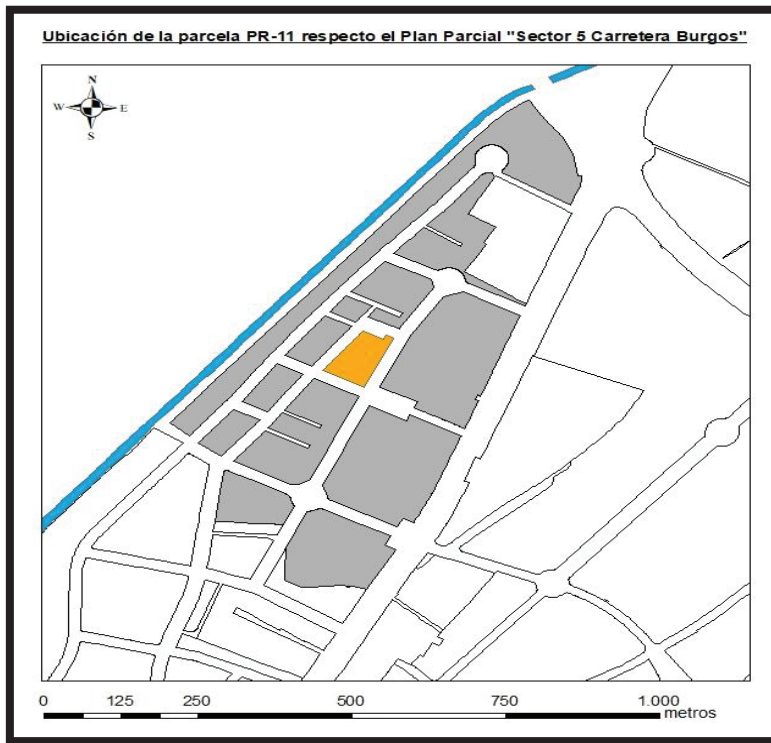 Ubicación de la parcela PR-11 respecto el Plan Parcial "Sector 5 Carretera Burgos"
N
W E
S
0 125 250 500 750 1.000
metros